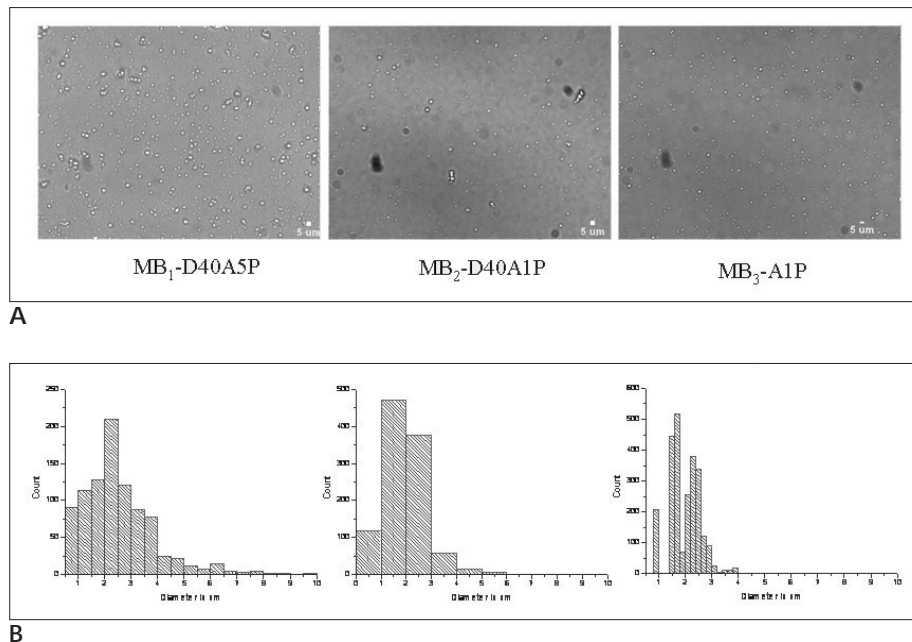 5 um
5 um
5 um
MB₁-D40A5P
MB₂-D40A1P
MB₃-A1P
A
250
200
150
100
50
0
Count
1 2 3 4 5 6 7 8 9 10
Diameter in um
500
400
300
200
100
0
Count
0 1 2 3 4 5 6 7 8 9 10
Diameter in um
600
500
400
300
200
100
0
Count
1 2 3 4 5 6 7 8 9 10
Diameter in um
B